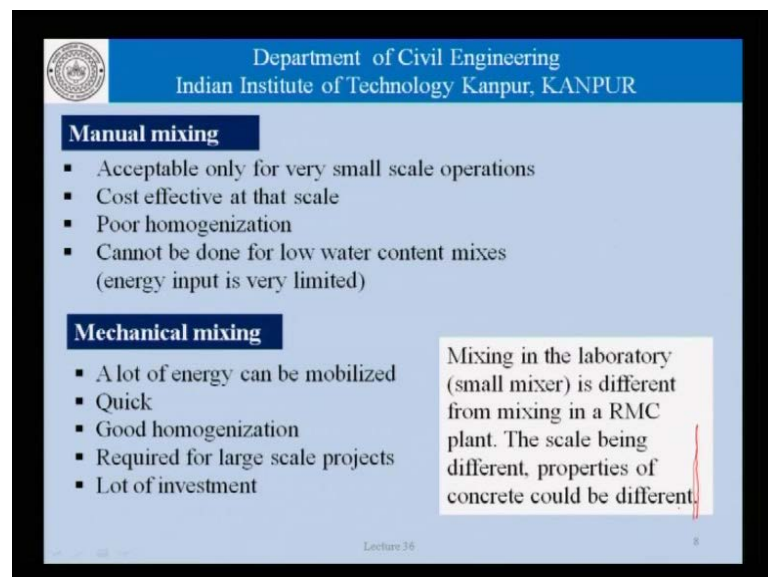 Department of Civil Engineering
Indian Institute of Technology Kanpur, KANPUR
Manual mixing
▪ Acceptable only for very small scale operations
▪ Cost effective at that scale
▪ Poor homogenization
▪ Cannot be done for low water content mixes
(energy input is very limited)
Mechanical mixing
▪ A lot of energy can be mobilized
▪ Quick
▪ Good homogenization
▪ Required for large scale projects
▪ Lot of investment
Mixing in the laboratory
(small mixer) is different
from mixing in a RMC
plant. The scale being
different, properties of
concrete could be different.
Lecture 36
8